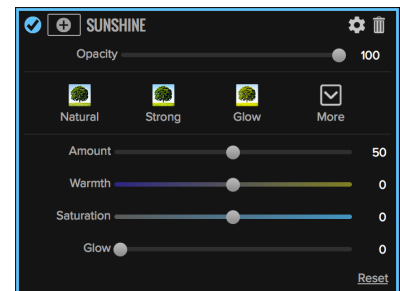 SUNSHINE
Opacity 100
Natural Strong Glow More
Amount 50
Warmth 0
Saturation 0
Glow 0
Reset